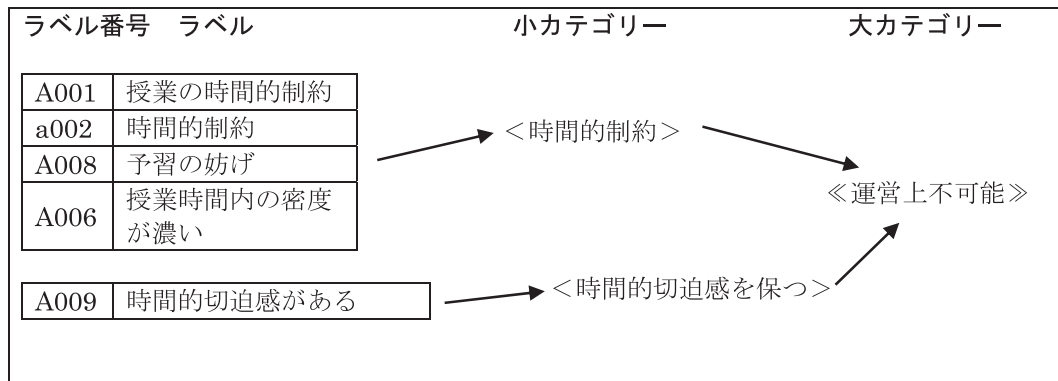 ラベル番号 ラベル 小カテゴリー 大カテゴリー
A001 授業の時間的制約
a002 時間的制約
A008 予習の妨げ
A006 授業時間内の密度
が濃い
＜時間的制約＞
≪運営上不可能≫
A009 時間的切迫感がある
＜時間的切迫感を保つ＞